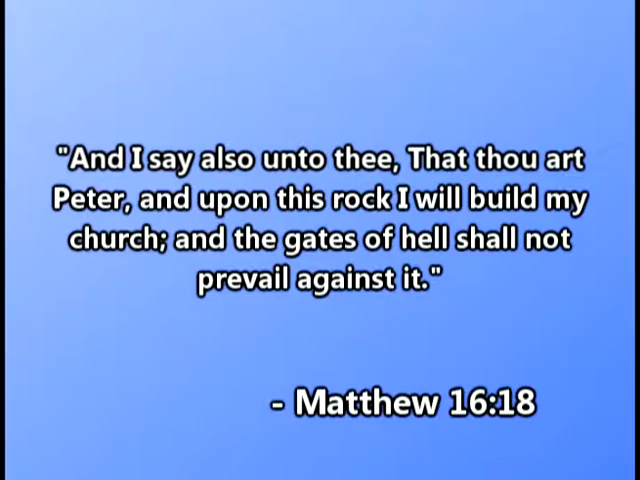 "And I say also unto thee, That thou art
Peter, and upon this rock I will build my
church; and the gates of hell shall not
prevail against it."
- Matthew 16:18